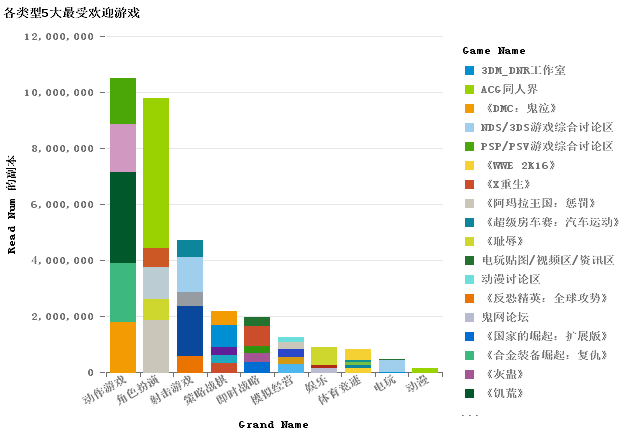 各类型5大最受欢迎游戏
12,000,000
10,000,000
8,000,000
6,000,000
4,000,000
2,000,000
0
Read Num 的副本
动作游戏
角色扮演
射击游戏
策略战棋
即时战略
模拟经营
娱乐
体育竞速
电玩
动漫
Grand Name
Game Name
3DM_DNR工作室
ACG同人界
《DMC：鬼泣》
NDS/3DS游戏综合讨论区
PSP/PSV游戏综合讨论区
《WWE 2K16》
《X重生》
《阿玛拉王国：惩罚》
《超级房车赛：汽车运动》
《耻辱》
电玩贴图/视频区/资讯区
动漫讨论区
《反恐精英：全球攻势》
鬼网论坛
《国家的崛起：扩展版》
《合金装备崛起：复仇》
《灰蛊》
《饥荒》
...